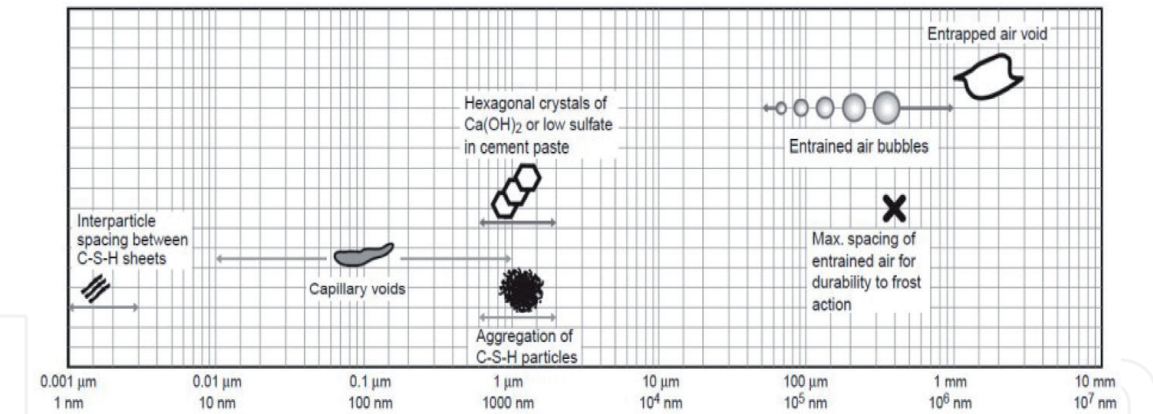 Entrapped air void
Hexagonal crystals of
Ca(OH)₂ or low sulfate
in cement paste
Entrained air bubbles
Interparticle
spacing between
C-S-H sheets
Max. spacing of
entrained air for
durability to frost
action
Capillary voids
Aggregation of
C-S-H particles
0.001 µm 0.01 µm 0.1 µm 1 µm 10 µm 100 µm 1 mm 10 mm
1 nm 10 nm 100 nm 1000 nm 10⁴ nm 10⁵ nm 10⁶ nm 10⁷ nm